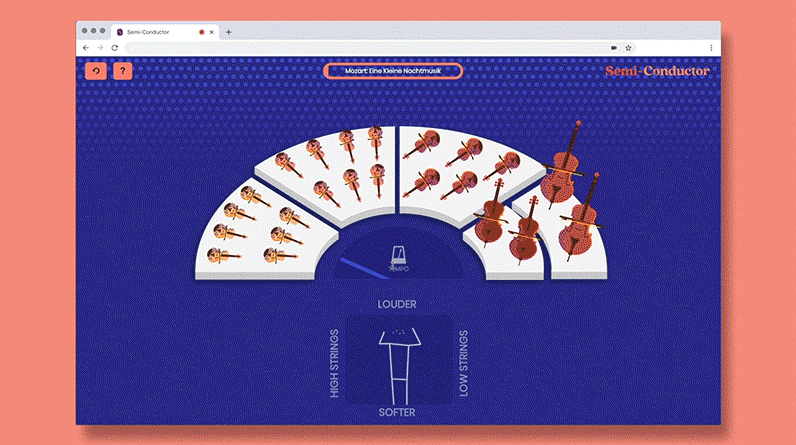 Semi-Conductor
?
Mozart: Eine Kleine Nachtmusik
Semi-Conductor
TEMPO
LOUDER
HIGH STRINGS
LOW STRINGS
SOFTER